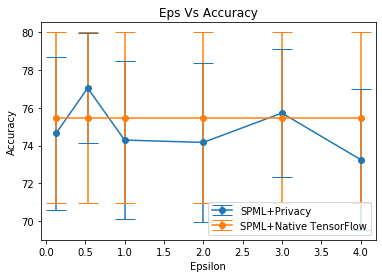 Eps Vs Accuracy
80
78
76
74
72
70
Accuracy
0.0 0.5 1.0 1.5 2.0 2.5 3.0 3.5 4.0
Epsilon
SPML+Privacy
SPML+Native TensorFlow